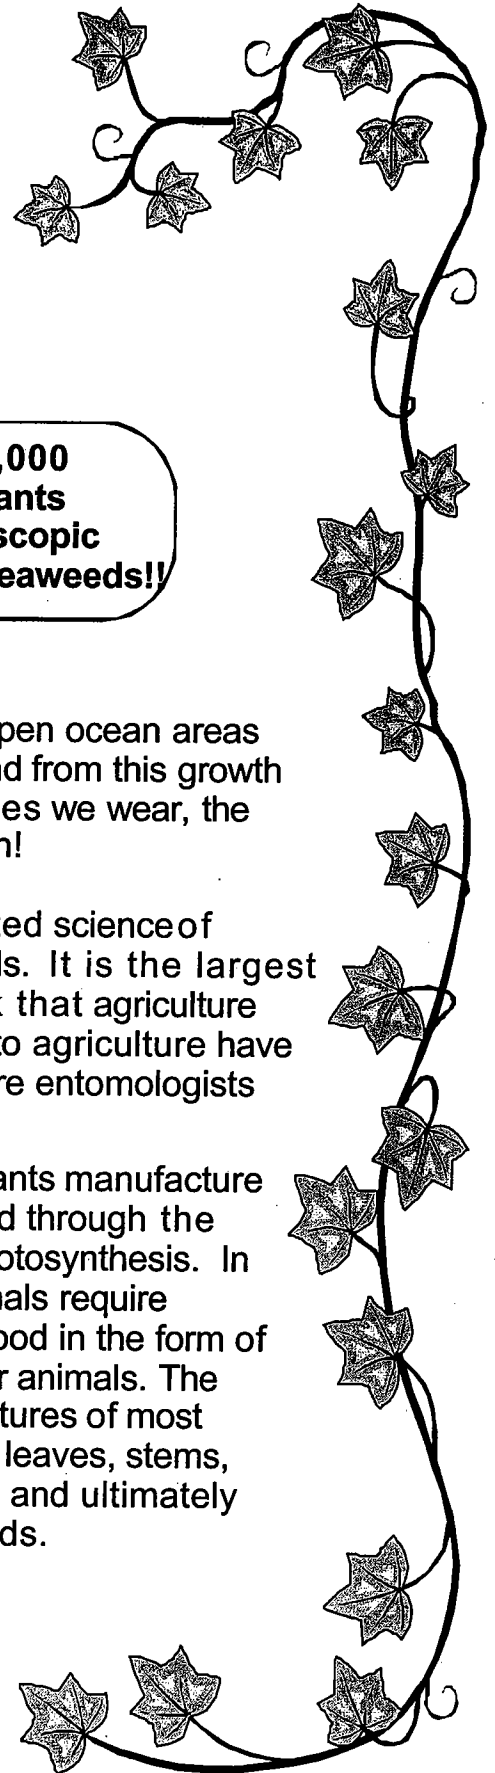 ,000
ants
scopic
eaweeds!!
pen ocean areas
d from this growth
es we wear, the
n!
ted science of
ls. It is the largest
k that agriculture
to agriculture have
re entomologists
ants manufacture
d through the
otosynthesis. In
nals require
ood in the form of
r animals. The
tures of most
leaves, stems,
and ultimately
ds.